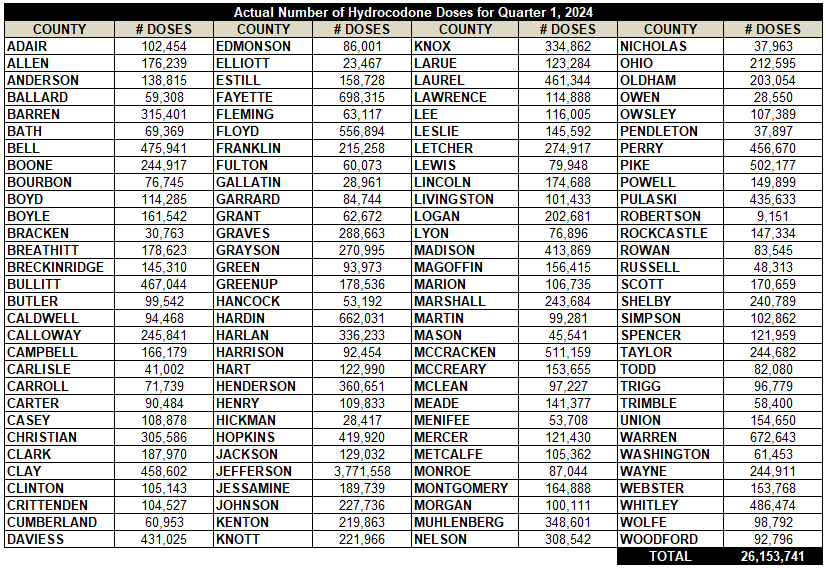 Actual Number of Hydrocodone Doses for Quarter 1, 2024
COUNTY # DOSES COUNTY # DOSES COUNTY # DOSES COUNTY # DOSES
ADAIR 102,454 EDMONSON 86,001 KNOX 334,862 NICHOLAS 37,963
ALLEN 176,239 ELLIOTT 23,467 LARUE 123,284 OHIO 212,595
ANDERSON 138,815 ESTILL 158,728 LAUREL 461,344 OLDHAM 203,054
BALLARD 59,308 FAYETTE 698,315 LAWRENCE 114,888 OWEN 28,550
BARREN 315,401 FLEMING 63,117 LEE 116,005 OWSLEY 107,389
BATH 69,369 FLOYD 556,894 LESLIE 145,592 PENDLETON 37,897
BELL 475,941 FRANKLIN 215,258 LETCHER 274,917 PERRY 456,670
BOONE 244,917 FULTON 60,073 LEWIS 79,948 PIKE 502,177
BOURBON 76,745 GALLATIN 28,961 LINCOLN 174,688 POWELL 149,899
BOYD 114,285 GARRARD 84,744 LIVINGSTON 101,433 PULASKI 435,633
BOYLE 161,542 GRANT 62,672 LOGAN 202,681 ROBERTSON 9,151
BRACKEN 30,763 GRAVES 288,663 LYON 76,896 ROCKCASTLE 147,334
BREATHITT 178,623 GRAYSON 270,995 MADISON 413,869 ROWAN 83,545
BRECKINRIDGE 145,310 GREEN 93,973 MAGOFFIN 156,415 RUSSELL 48,313
BULLITT 467,044 GREENUP 178,536 MARION 106,735 SCOTT 170,659
BUTLER 99,542 HANCOCK 53,192 MARSHALL 243,684 SHELBY 240,789
CALDWELL 94,468 HARDIN 662,031 MARTIN 99,281 SIMPSON 102,862
CALLOWAY 245,841 HARLAN 336,233 MASON 45,541 SPENCER 121,959
CAMPBELL 166,179 HARRISON 92,454 MCCRACKEN 511,159 TAYLOR 244,682
CARLISLE 41,002 HART 122,990 MCCREARY 153,655 TODD 82,080
CARROLL 71,739 HENDERSON 360,651 MCLEAN 97,227 TRIGG 96,779
CARTER 90,484 HENRY 109,833 MEADE 141,377 TRIMBLE 58,400
CASEY 108,878 HICKMAN 28,417 MENIFEE 53,708 UNION 154,650
CHRISTIAN 305,586 HOPKINS 419,920 MERCER 121,430 WARREN 672,643
CLARK 187,970 JACKSON 129,032 METCALFE 105,362 WASHINGTON 61,453
CLAY 458,602 JEFFERSON 3,771,558 MONROE 87,044 WAYNE 244,911
CLINTON 105,143 JESSAMINE 189,739 MONTGOMERY 164,888 WEBSTER 153,768
CRITTENDEN 104,527 JOHNSON 227,736 MORGAN 100,111 WHITLEY 486,474
CUMBERLAND 60,953 KENTON 219,863 MUHLENBERG 348,601 WOLFE 98,792
DAVIESS 431,025 KNOTT 221,966 NELSON 308,542 WOODFORD 92,796
TOTAL 26,153,741